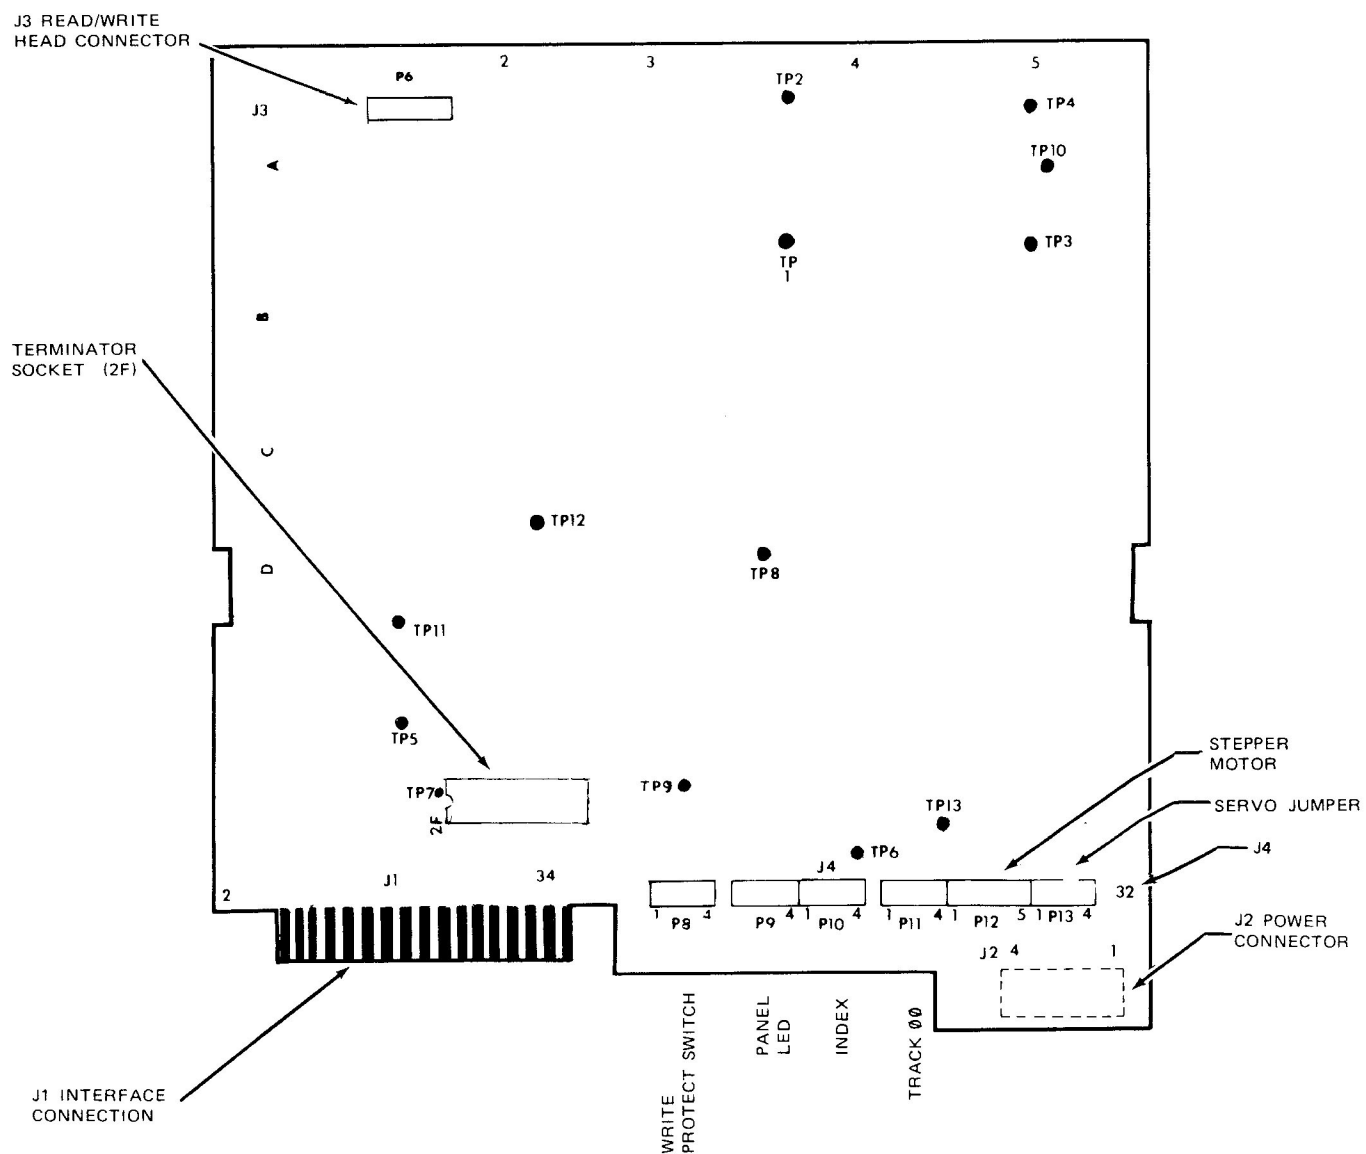 J3 READ/WRITE
HEAD CONNECTOR
2
3
4
5
P6
J3
TP2
TP4
TP10
A
TP
1
TP3
B
TERMINATOR
SOCKET (2F)
C
TP12
TP8
D
TP11
TP5
TP7
2F
TP9
TP13
TP6
STEPPER
MOTOR
SERVO JUMPER
J4
2
J1
34
J4
32
1 4
P8
4
P9
1 4
P10
1 4
P11
1 5
P12
1 4
P13
J2 4 1
J2 POWER
CONNECTOR
WRITE
PROTECT SWITCH
PANEL
LED
INDEX
TRACK 00
J1 INTERFACE
CONNECTION